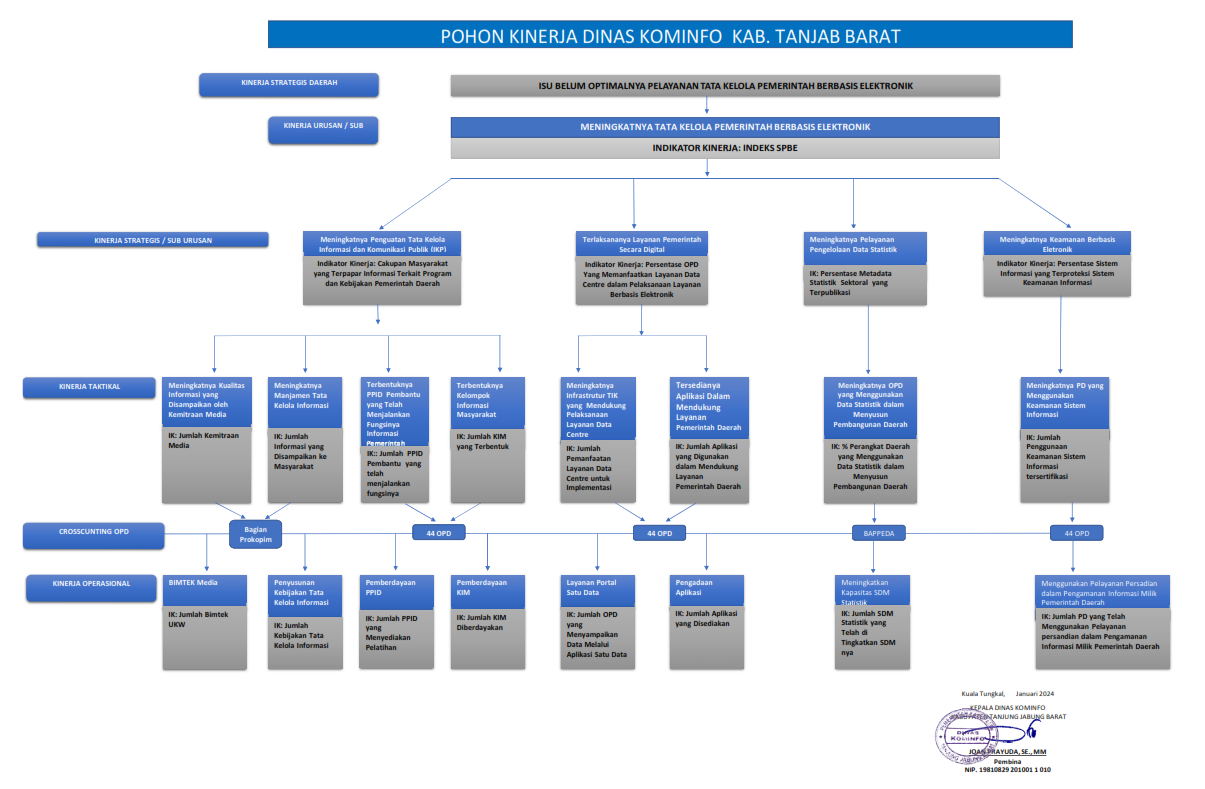 POHON KINERJA DINAS KOMINFO KAB. TANJAB BARAT
KINERJA STRATEGIS DAERAH
ISU BELUM OPTIMALNYA PELAYANAN TATA KELOLA PEMERINTAH BERBASIS ELEKTRONIK
KINERJA URUSAN / SUB
MENINGKATNYA TATA KELOLA PEMERINTAH BERBASIS ELEKTRONIK
INDIKATOR KINERJA: INDEKS SPBE
KINERJA STRATEGIS / SUB URUSAN
Meningkatnya Penguatan Tata Kelola
Informasi dan Komunikasi Publik (IKP)
Indikator Kinerja: Cakupan Masyarakat
yang Terpapar Informasi Terkait Program
dan Kebijakan Pemerintah Daerah
Terlaksananya Layanan Pemerintah
Secara Digital
Indikator Kinerja: Persentase OPD
Yang Memanfaatkan Layanan Data
Centre dalam Pelaksanaan Layanan
Berbasis Elektronik
Meningkatnya Pelayanan
Pengelolaan Data Statistik
IK: Persentase Metadata
Statistik Sektoral yang
Terpublikasi
Meningkatnya Keamanan Berbasis
Eletronik
Indikator Kinerja: Persentase Sistem
Informasi yang Terproteksi Sistem
Keamanan Informasi
KINERJA TAKTIKAL
Meningkatnya Kualitas
Informasi yang
Disampaikan oleh
Kemitraan Media
IK: Jumlah Kemitraan
Media
Meningkatnya
Manjamen Tata
Kelola Informasi
IK: Jumlah
Informasi yang
Disampaikan ke
Masyarakat
Terbentuknya
PPID Pembantu
yang Telah
Menjalankan
Fungsinya
Informasi
Pemerintah
IK:: Jumlah PPID
Pembantu yang
telah
menjalankan
fungsinya
Terbentuknya
Kelompok
Informasi
Masyarakat
IK: Jumlah KIM
yang Terbentuk
Meningkatnya
Infrastrutur TIK
yang Mendukung
Pelaksanaan
Layanan Data
Centre
IK: Jumlah
Pemanfaatan
Layanan Data
Centre untuk
Implementasi
Tersedianya
Aplikasi Dalam
Mendukung
Layanan
Pemerintah Daerah
IK: Jumlah Aplikasi
yang Digunakan
dalam Mendukung
Layanan
Pemerintah Daerah
Meningkatnya OPD
yang Menggunakan
Data Statistik dalam
Menyusun
Pembangunan Daerah
IK: % Perangkat Daerah
yang Menggunakan
Data Statistik dalam
Menyusun
Pembangunan Daerah
Meningkatnya PD yang
Menggunakan
Keamanan Sistem
Informasi
IK: Jumlah
Penggunaan
Keamanan Sistem
Informasi
tersertifikasi
CROSSCUNTING OPD
Bagian
Prokopim
44 OPD
44 OPD
BAPPEDA
44 OPD
KINERJA OPERASIONAL
BIMTEK Media
IK: Jumlah Bimtek
UKW
Penyusunan
Kebijakan Tata
Kelola Informasi
IK: Jumlah
Kebijakan Tata
Kelola Informasi
Pemberdayaan
PPID
IK: Jumlah PPID
yang
Menyediakan
Pelatihan
Pemberdayaan
KIM
IK: Jumlah KIM
Diberdayakan
Layanan Portal
Satu Data
IK: Jumlah OPD
yang
Menyampaikan
Data Melalui
Aplikasi Satu Data
Pengadaan
Aplikasi
IK: Jumlah Aplikasi
yang Disediakan
Meningkatkan
Kapasitas SDM
Statistik
IK: Jumlah SDM
Statistik yang
Telah di
Tingkatkan SDM
nya
Menggunakan Pelayanan Persadian
dalam Pengamanan Informasi Milik
Pemerintah Daerah
IK: Jumlah PD yang Telah
Menggunakan Pelayanan
persandian dalam Pengamanan
Informasi Milik Pemerintah Daerah
Kuala Tungkal, Januari 2024
KEPALA DINAS KOMINFO
KABUPATEN TANJUNG JABUNG BARAT
DINAS
KOMINFO
JOAN PRAYUDA, SE., MM
Pembina
NIP. 19810829 201001 1 010